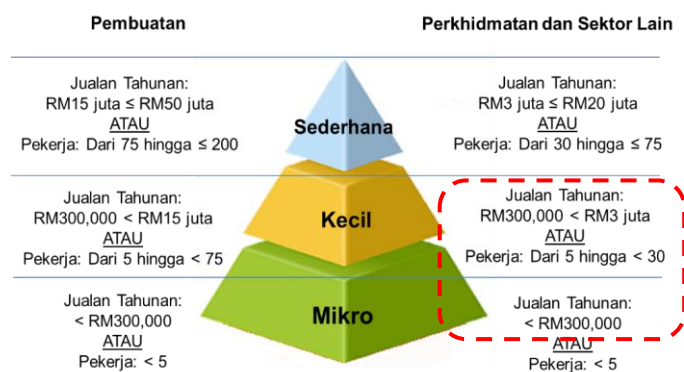 Pembuatan
Perkhidmatan dan Sektor Lain
Jualan Tahunan:
RM15 juta ≤ RM50 juta
ATAU
Pekerja: Dari 75 hingga ≤ 200
Sederhana
Jualan Tahunan:
RM3 juta ≤ RM20 juta
ATAU
Pekerja: Dari 30 hingga ≤ 75
Jualan Tahunan:
RM300,000 < RM15 juta
ATAU
Pekerja: Dari 5 hingga < 75
Kecil
Jualan Tahunan:
RM300,000 < RM3 juta
ATAU
Pekerja: Dari 5 hingga < 30
Jualan Tahunan:
< RM300,000
ATAU
Pekerja: < 5
Mikro
Jualan Tahunan:
< RM300,000
ATAU
Pekerja: < 5